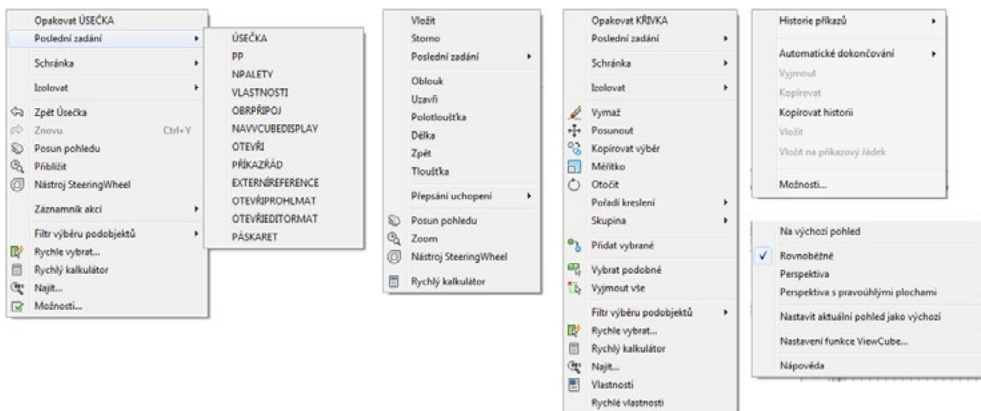 Opakovat ÚSEČKA
Poslední zadání
Schránka
Izolovat
Zpět Úsečka
Znovu Ctrl+Y
Posun pohledu
Přiblížit
Nástroj SteeringWheel
Záznamník akcí
Filtr výběru podobjektů
Rychle vybrat...
Rychlý kalkulátor
Najít...
Možnosti...
ÚSEČKA
PP
NPALETY
VLASTNOSTI
OBRPŘIPOJ
NAVVCUBEDISPLAY
OTEVŘI
PŘÍKAZŘÁD
EXTERNÍREFERENCE
OTEVŘIPROHLMAT
OTEVŘIEDITORMAT
PÁSKARET
Vložit
Storno
Poslední zadání
Oblouk
Uzavři
Polotloušťka
Délka
Zpět
Tloušťka
Přepsání uchopení
Posun pohledu
Zoom
Nástroj SteeringWheel
Rychlý kalkulátor
Opakovat KŘIVKA
Poslední zadání
Schránka
Izolovat
Vymaž
Posunout
Kopírovat výběr
Měřítko
Otočit
Pořadí kreslení
Skupina
Přidat vybrané
Vybrat podobné
Vyjmout vše
Filtr výběru podobjektů
Rychle vybrat...
Rychlý kalkulátor
Najít...
Vlastnosti
Rychlé vlastnosti
Historie příkazů
Automatické dokončování
Vyjmout
Kopírovat
Kopírovat historii
Vložit
Vložit na příkazový řádek
Možnosti...
Na výchozí pohled
Rovnoběžné
Perspektiva
Perspektiva s pravoúhlými plochami
Nastavit aktuální pohled jako výchozí
Nastavení funkce ViewCube...
Nápověda